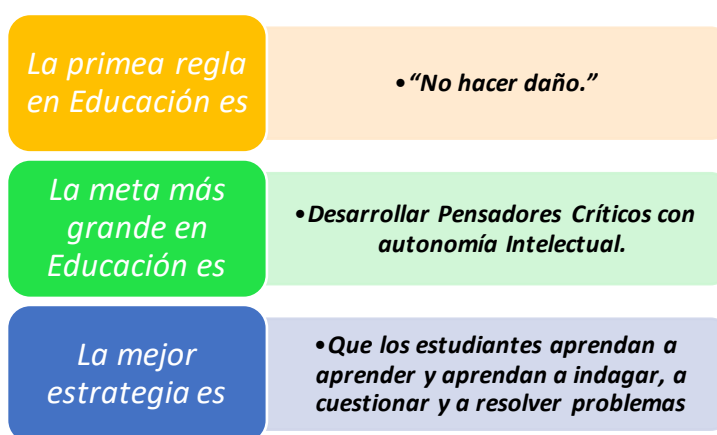 La primea regla
en Educación es
•“No hacer daño.”
La meta más
grande en
Educación es
•Desarrollar Pensadores Críticos con
autonomía Intelectual.
La mejor
estrategia es
•Que los estudiantes aprendan a
aprender y aprendan a indagar, a
cuestionar y a resolver problemas